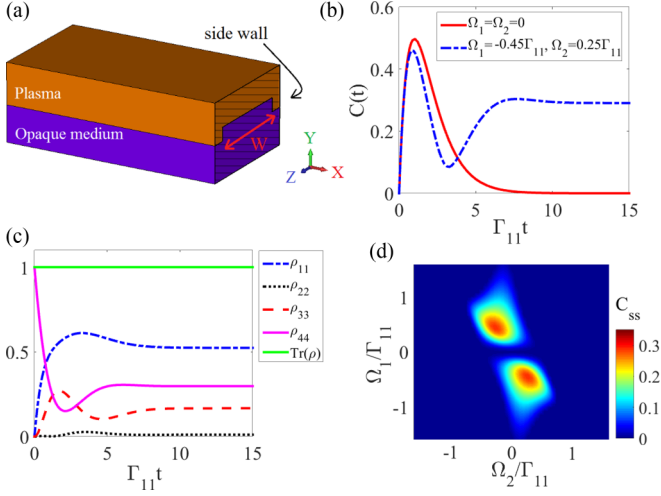 (a)
side wall
Plasma
Opaque medium
W
Y
X
Z
(b)
Ω₁=Ω₂=0
Ω₁=-0.45Γ₁₁, Ω₂=0.25Γ₁₁
0.6
0.4
0.2
0
C(t)
0 5 10 15
Γ₁₁t
(c)
ρ₁₁
ρ₂₂
ρ₃₃
ρ₄₄
Tr(ρ)
1
0.5
0
0 5 10 15
Γ₁₁t
(d)
C_ss
1
0
-1
Ω₁/Γ₁₁
-1 0 1
Ω₂/Γ₁₁
0.3
0.2
0.1
0